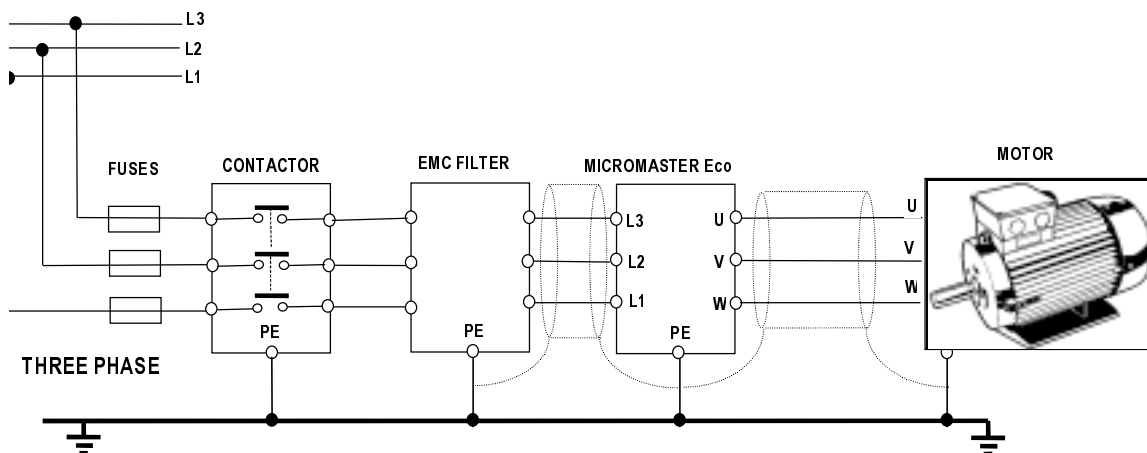 L3
L2
L1
FUSES
CONTACTOR
EMC FILTER
MICROMASTER Eco
MOTOR
L3
U
U
L2
V
V
L1
W
W
PE
PE
PE
THREE PHASE